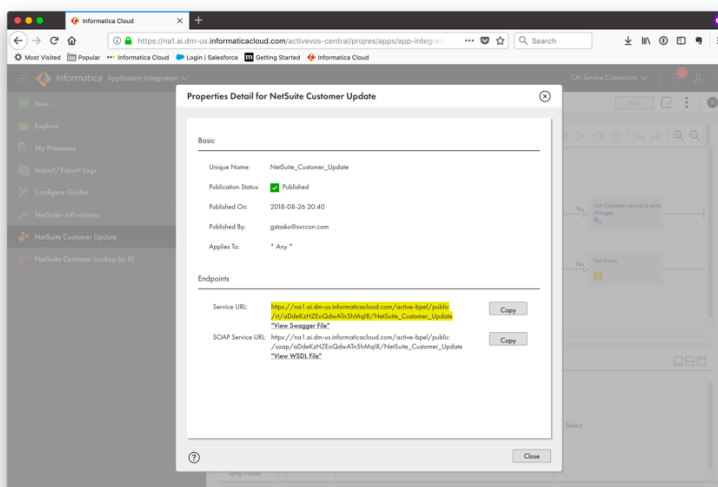 Informatica Cloud
https://na1.ai.dm-us.informaticacloud.com/activevos-central/projres/apps/app-integrati
Search
Most Visited Popular Informatica Cloud Login | Salesforce Getting Started Informatica Cloud
Informatica Application Integration
CAI Service Connectors
New...
Explore
My Processes
Import/Export Logs
Configure Guides
NetSuite-API-actions
NetSuite Customer Update
NetSuite Customer Lookup by ID
Properties Detail for NetSuite Customer Update
Basic
Unique Name: NetSuite_Customer_Update
Publication Status: Published
Published On: 2018-08-26 20:40
Published By: gstasko@svccon.com
Applies To: * Any *
Endpoints
Service URL: https://na1.ai.dm-us.informaticacloud.com/active-bpel/public
/rt/aDdeKzHZEoQdwATn5hMqI8/NetSuite_Customer_Update
Copy
"View Swagger File"
SOAP Service URL: https://na1.ai.dm-us.informaticacloud.com/active-bpel/public
/soap/aDdeKzHZEoQdwATn5hMqI8/NetSuite_Customer_Update
Copy
"View WSDL File"
Close
Yes
Get Customer record to echo
changes
No
Get Errors
Select
Temp Fields